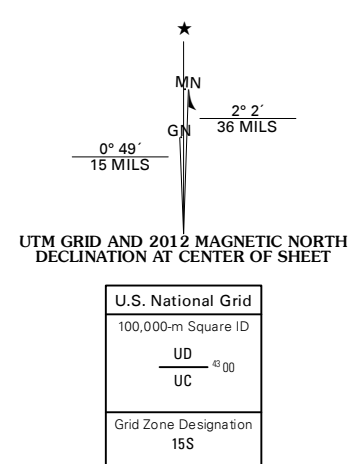 ★
MN
2° 2´
36 MILS
GN
0° 49´
15 MILS
UTM GRID AND 2012 MAGNETIC NORTH
DECLINATION AT CENTER OF SHEET
U.S. National Grid
100,000-m Square ID
UD
43 00
UC
Grid Zone Designation
15S